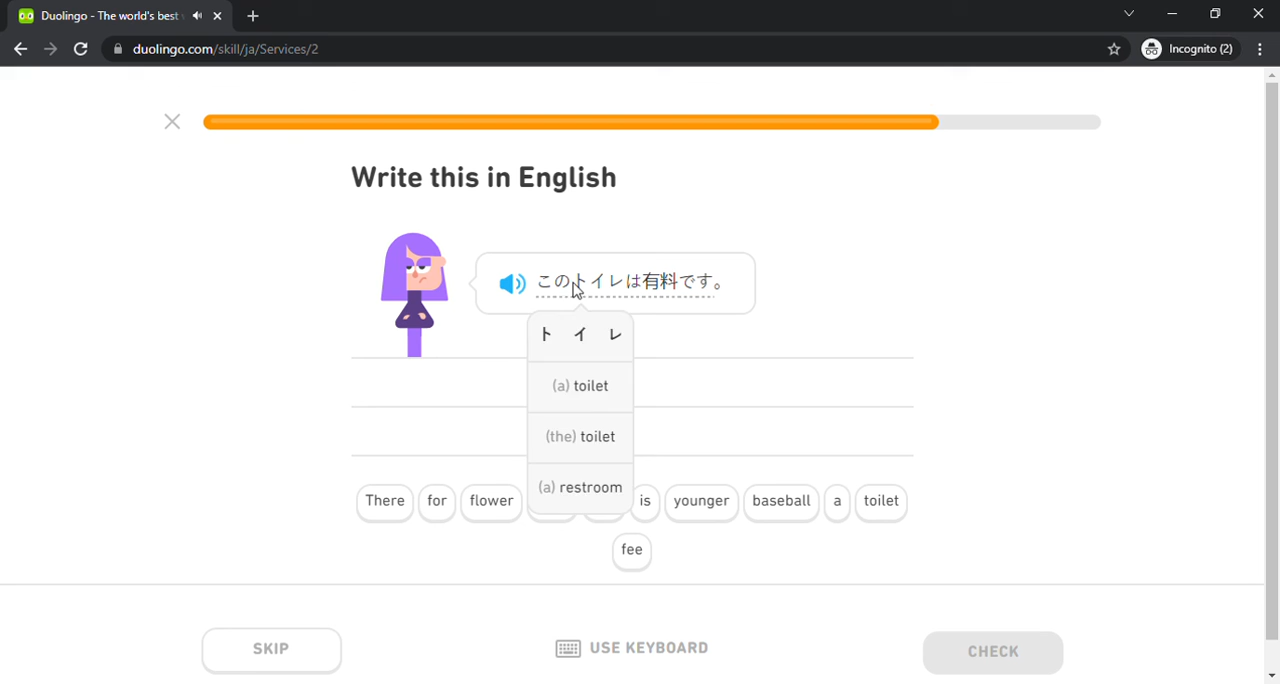 Duolingo - The world's best
duolingo.com/skill/ja/Services/2
Incognito (2)
Write this in English
このトイレは有料です。
トイレ
(a) toilet
(the) toilet
(a) restroom
There for flower is younger baseball a toilet
fee
SKIP
USE KEYBOARD
CHECK